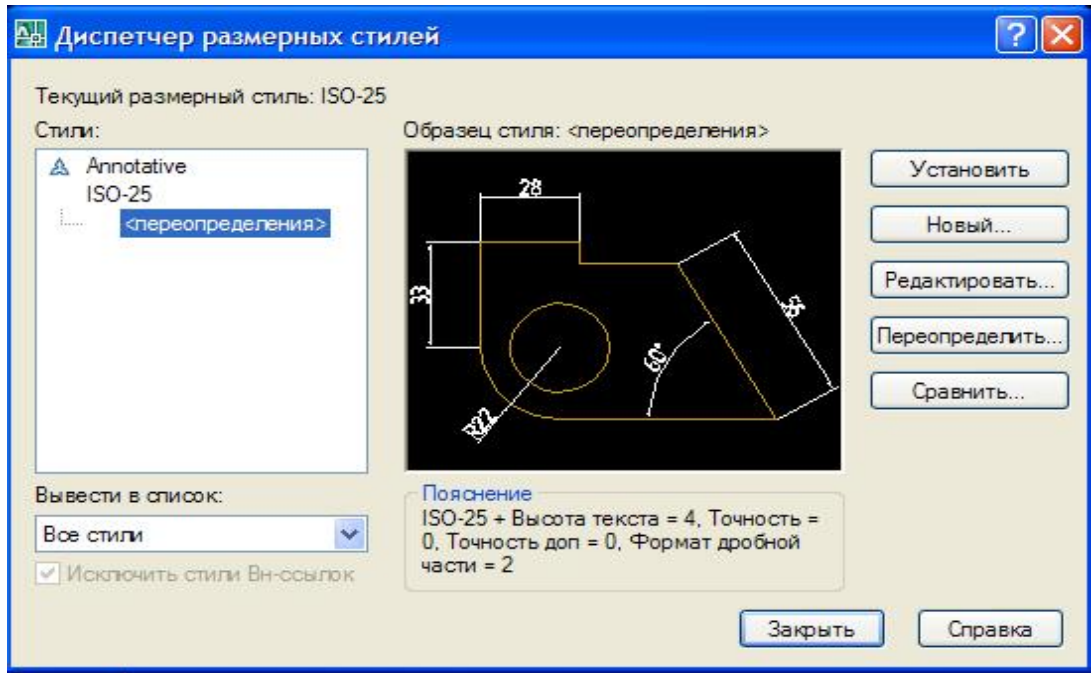 Диспетчер размерных стилей
Текущий размерный стиль: ISO-25
Стили:
Образец стиля: <переопределения>
Annotative
ISO-25
<переопределения>
28
33
60°
Установить
Новый...
Редактировать...
Переопределить...
Сравнить...
Вывести в список:
Все стили
Исключить стили Вн-ссылок
Пояснение
ISO-25 + Высота текста = 4, Точность =
0, Точность доп = 0, Формат дробной
части = 2
Закрыть
Справка